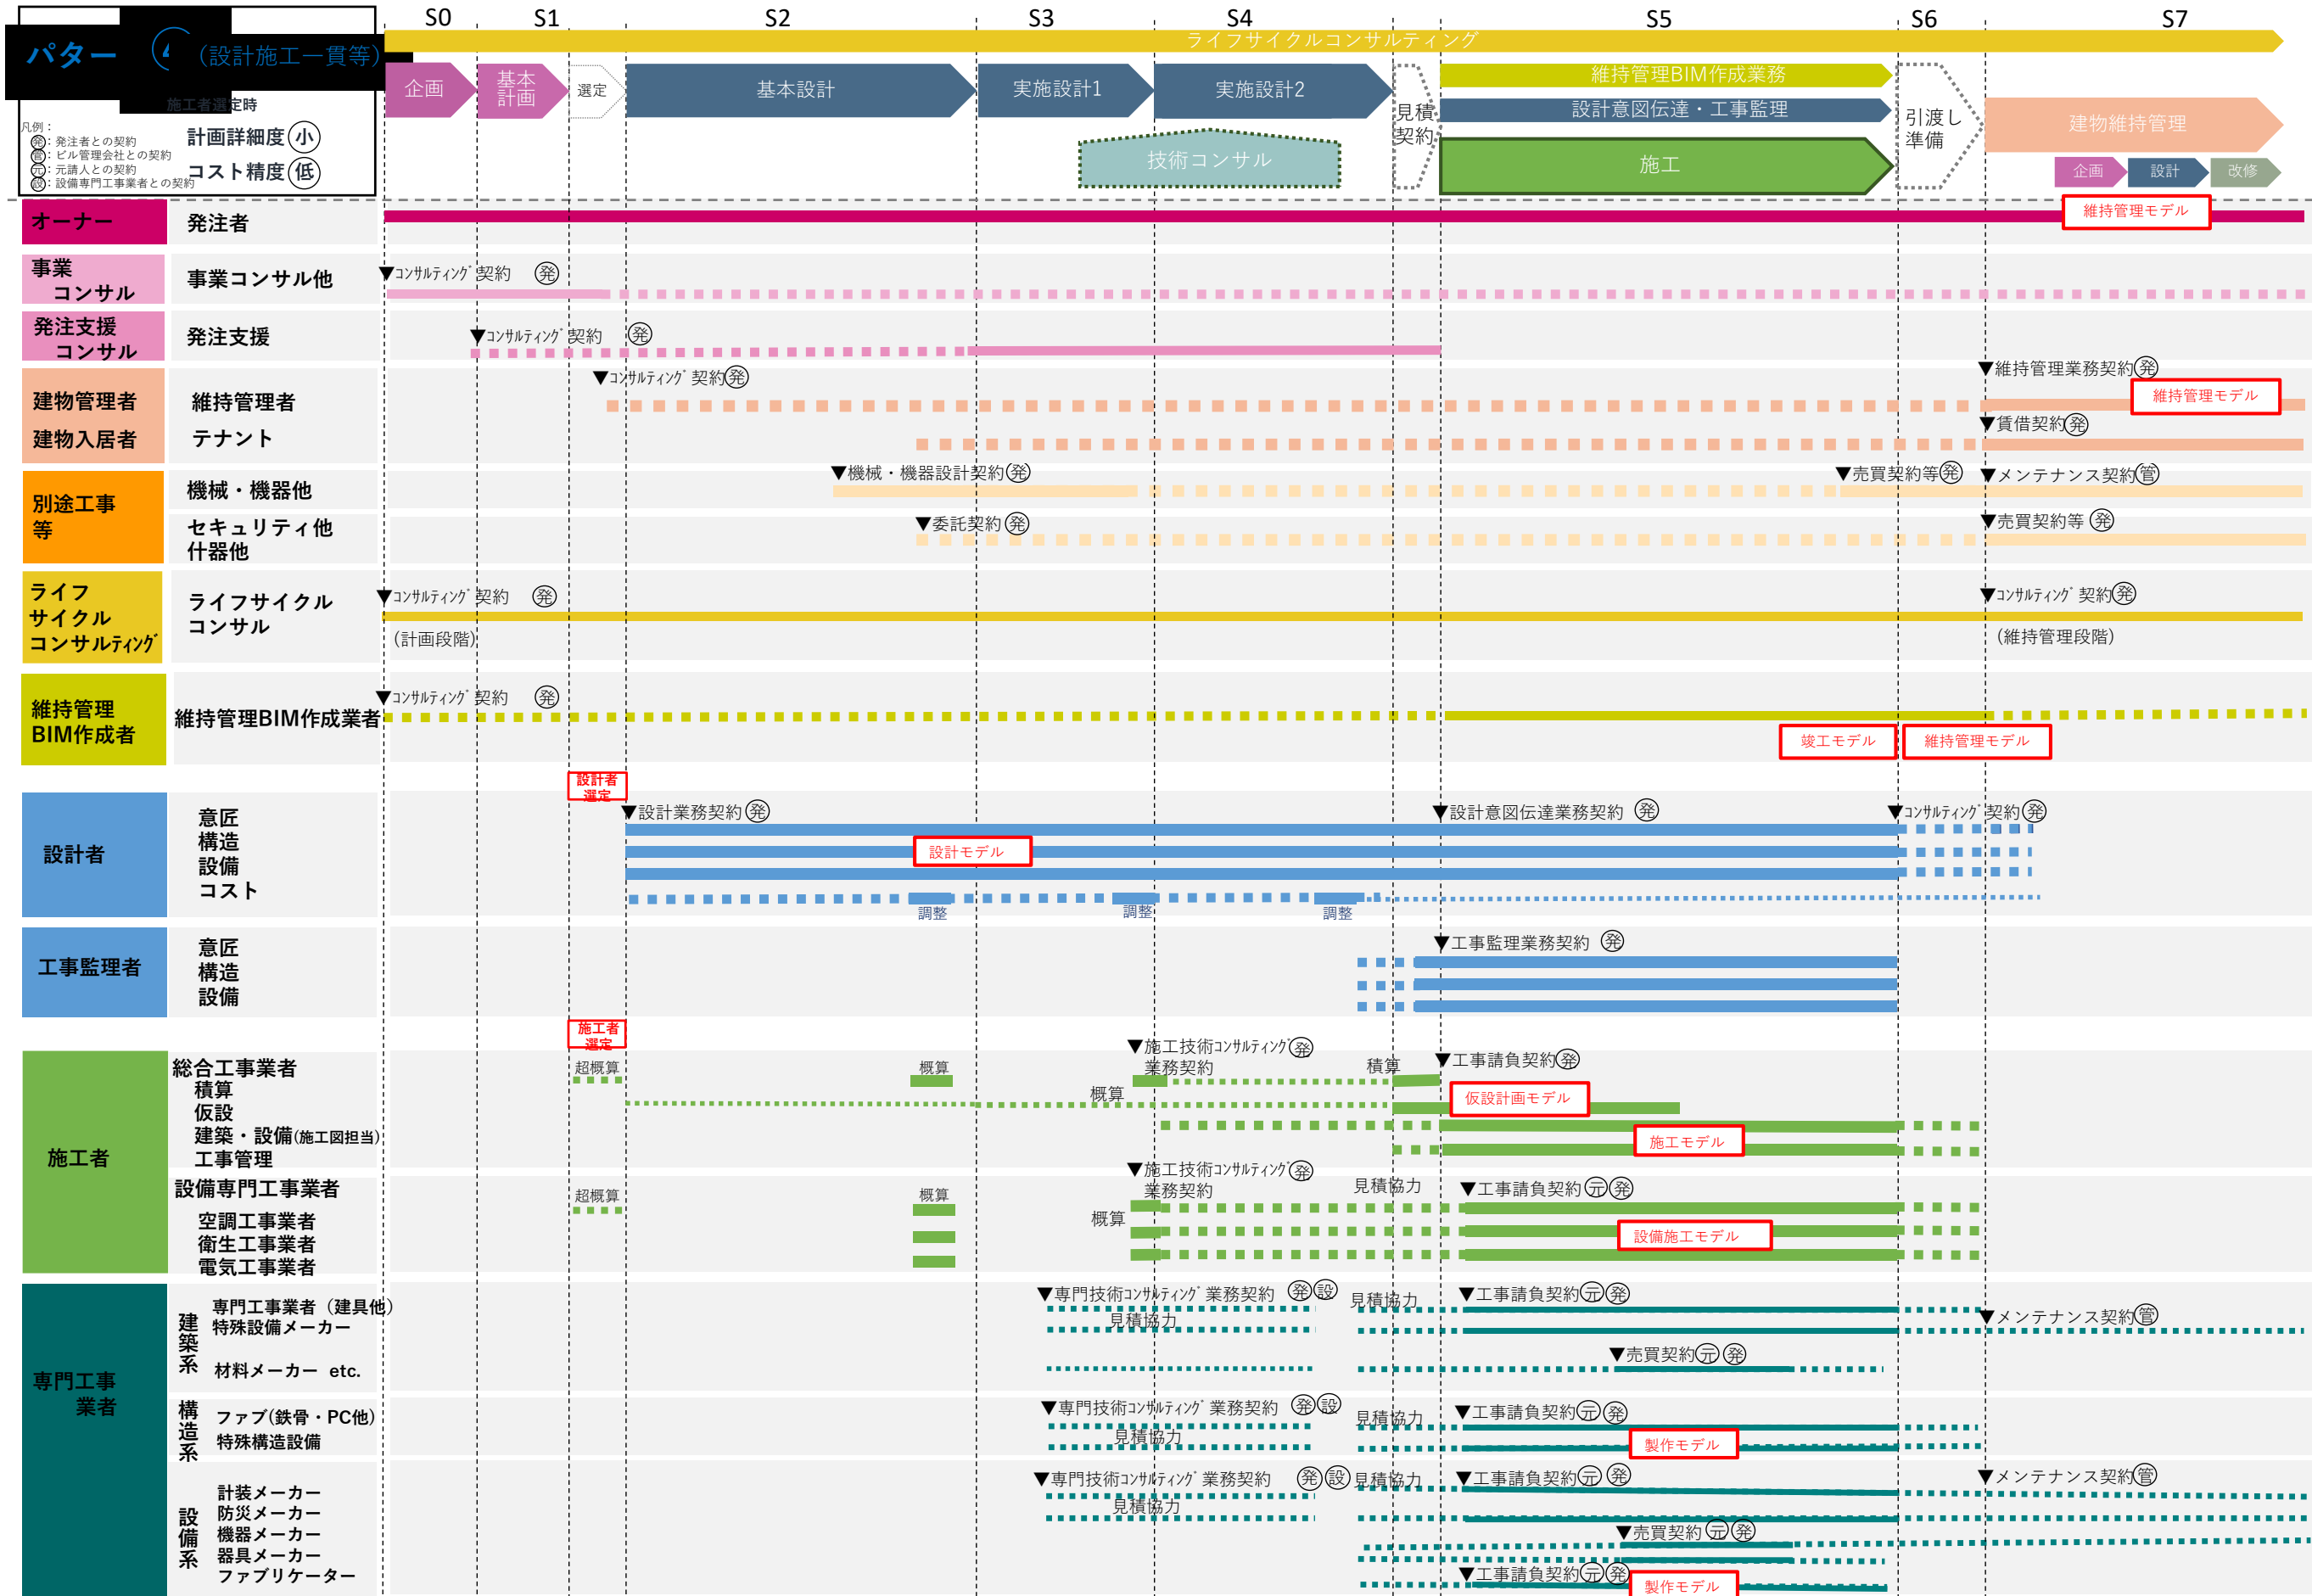 S0
S1
S2
S3
S4
S5
S6
S7
パター
（設計施工一貫等）
施工者選定時
計画詳細度 小
コスト精度 低
凡例：
発：発注者との契約
管：ビル管理会社との契約
元：元請人との契約
設：設備専門工事業者との契約
ライフサイクルコンサルティング
企画
基本
計画
選定
基本設計
実施設計1
実施設計2
技術コンサル
見積
契約
維持管理BIM作成業務
設計意図伝達・工事監理
施工
引渡し
準備
建物維持管理
企画
設計
改修
オーナー
発注者
維持管理モデル
事業
コンサル
事業コンサル他
▼コンサルティング契約 発
発注支援
コンサル
発注支援
▼コンサルティング契約 発
建物管理者
建物入居者
維持管理者
テナント
▼コンサルティング契約 発
▼維持管理業務契約 発
維持管理モデル
▼賃借契約 発
別途工事
等
機械・機器他
▼機械・機器設計契約 発
▼売買契約等 発
▼メンテナンス契約 管
セキュリティ他
什器他
▼委託契約 発
▼売買契約等 発
ライフ
サイクル
コンサルティング
ライフサイクル
コンサル
▼コンサルティング契約 発
(計画段階)
▼コンサルティング契約 発
(維持管理段階)
維持管理
BIM作成者
維持管理BIM作成業者
▼コンサルティング契約 発
竣工モデル
維持管理モデル
設計者
選定
設計者
意匠
構造
設備
コスト
▼設計業務契約 発
設計モデル
▼設計意図伝達業務契約 発
▼コンサルティング契約 発
調整
調整
調整
工事監理者
意匠
構造
設備
▼工事監理業務契約 発
施工者
選定
施工者
総合工事業者
積算
仮設
建築・設備(施工図担当)
工事管理
超概算
概算
▼施工技術コンサルティング
業務契約 発
概算
積算
▼工事請負契約 発
仮設計画モデル
施工モデル
設備専門工事業者
空調工事業者
衛生工事業者
電気工事業者
超概算
概算
▼施工技術コンサルティング
業務契約 発
概算
見積協力
▼工事請負契約 元 発
設備施工モデル
専門工事
業者
建築系
専門工事業者（建具他）
特殊設備メーカー
材料メーカー etc.
▼専門技術コンサルティング業務契約 発 設
見積協力
見積協力
▼工事請負契約 元 発
▼メンテナンス契約 管
▼売買契約 元 発
構造系
ファブ(鉄骨・PC他)
特殊構造設備
▼専門技術コンサルティング業務契約 発 設
見積協力
見積協力
▼工事請負契約 元 発
製作モデル
設備系
計装メーカー
防災メーカー
機器メーカー
器具メーカー
ファブリケーター
▼専門技術コンサルティング業務契約 発 設
見積協力
見積協力
▼工事請負契約 元 発
▼メンテナンス契約 管
▼売買契約 元 発
▼工事請負契約 元 発
製作モデル